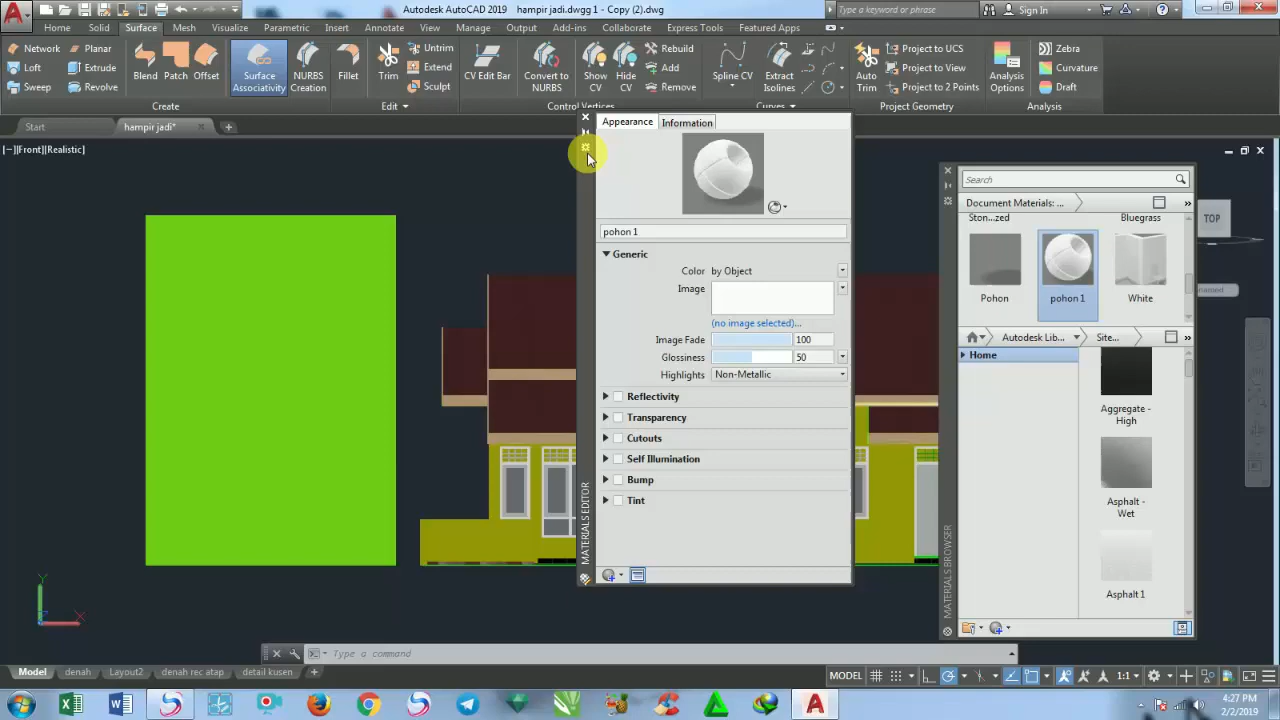 Autodesk AutoCAD 2019 hampir jadi.dwgg 1 - Copy (2).dwg
Type a keyword or phrase
Sign In
Home Solid Surface Mesh Visualize Parametric Insert Annotate View Manage Output Add-ins Collaborate Express Tools Featured Apps
Network Planar
Loft Extrude
Sweep Revolve
Blend Patch Offset
Surface Associativity
NURBS Creation
Fillet
Trim
Untrim
Extend
Sculpt
CV Edit Bar
Convert to NURBS
Show CV
Hide CV
Rebuild
Add
Remove
Spline CV
Extract Isolines
Auto Trim
Project to UCS
Project to View
Project to 2 Points
Analysis Options
Zebra
Curvature
Draft
Create Edit Control Vertices Curves Project Geometry Analysis
Start hampir jadi*
[−][Front][Realistic]
Appearance Information
pohon 1
Generic
Color by Object
Image
(no image selected)...
Image Fade 100
Glossiness 50
Highlights Non-Metallic
Reflectivity
Transparency
Cutouts
Self Illumination
Bump
Tint
MATERIALS EDITOR
Search
Document Materials: ...
Ston...zed Bluegrass
Pohon pohon 1 White
Autodesk Lib... Site...
Home
Aggregate - High
Asphalt - Wet
Asphalt 1
MATERIALS BROWSER
TOP
Y
X
Type a command
Model denah Layout2 denah rec atap detail kusen
MODEL 1:1
4:27 PM
2/2/2019